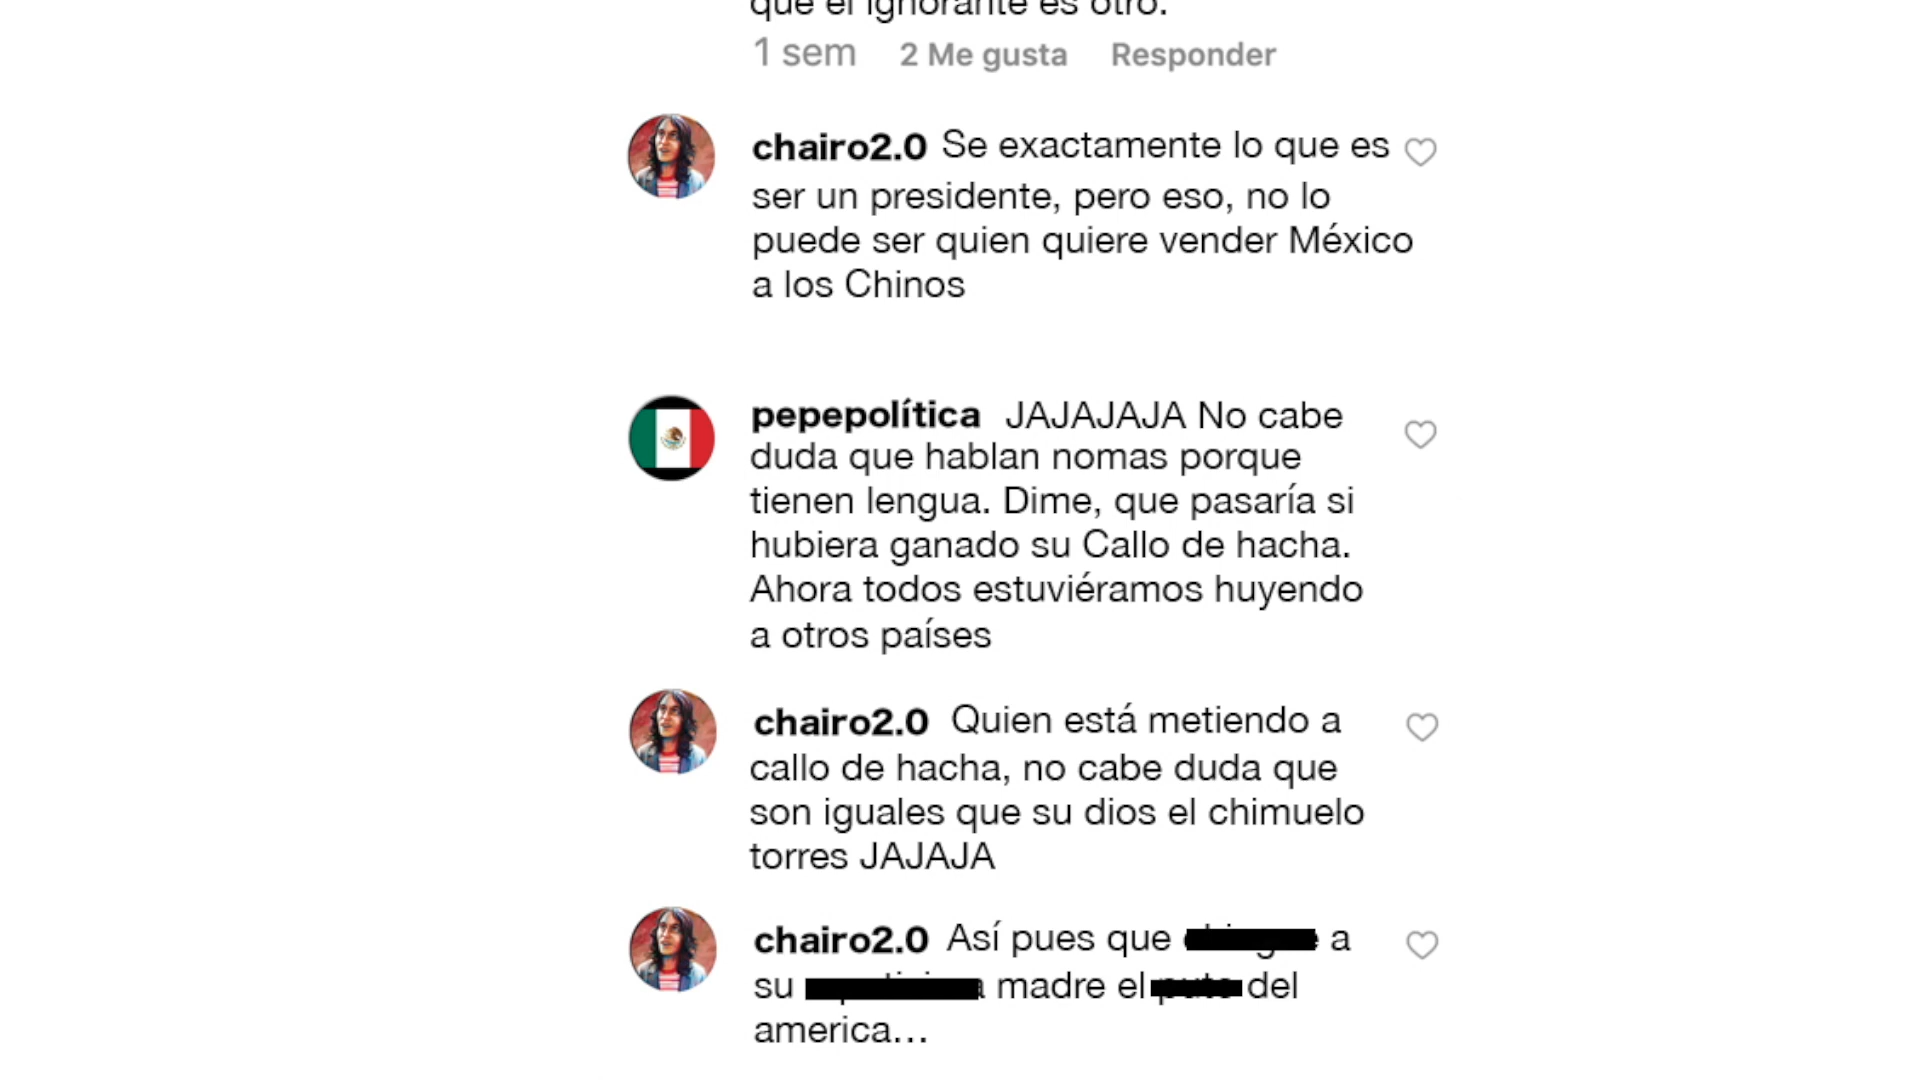 que el ignorante es otro.
1 sem 2 Me gusta Responder
chairo2.0 Se exactamente lo que es
ser un presidente, pero eso, no lo
puede ser quien quiere vender México
a los Chinos
pepepolítica JAJAJAJA No cabe
duda que hablan nomas porque
tienen lengua. Dime, que pasaría si
hubiera ganado su Callo de hacha.
Ahora todos estuviéramos huyendo
a otros países
chairo2.0 Quien está metiendo a
callo de hacha, no cabe duda que
son iguales que su dios el chimuelo
torres JAJAJA
chairo2.0 Así pues que a
su madre el del
america...